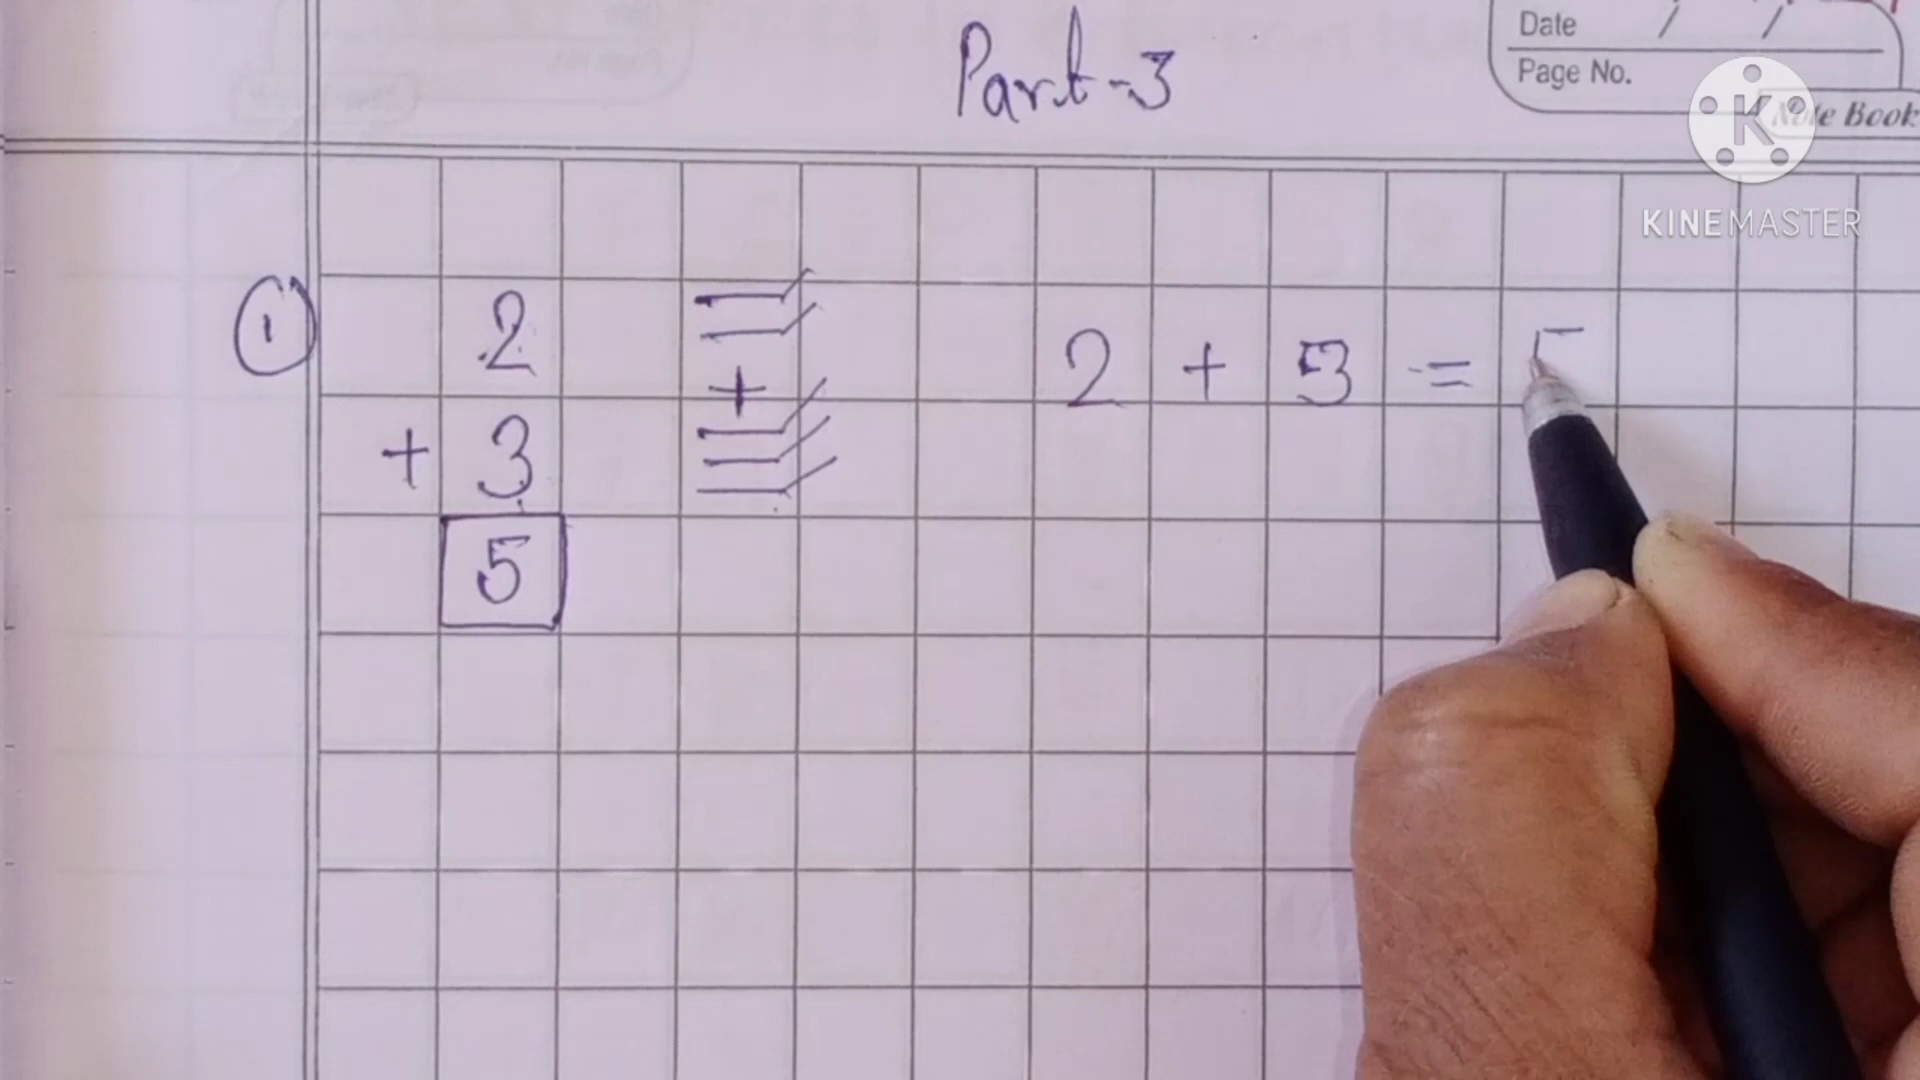 Part-3
Date / /
Page No.
Note Book
KINEMASTER
1
2
+ 3
5
+
2 + 3 = 5